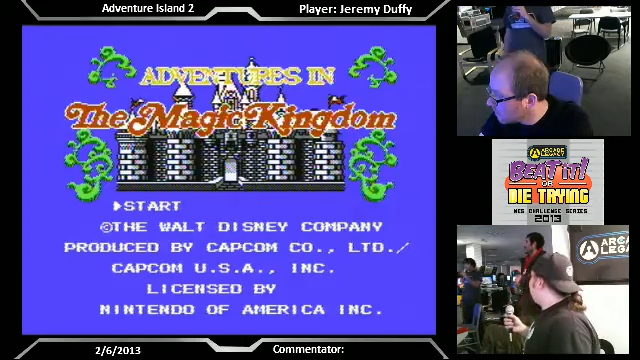 Adventure Island 2
Player: Jeremy Duffy
ADVENTURES IN
The Magic Kingdom
START
©THE WALT DISNEY COMPANY
PRODUCED BY CAPCOM CO., LTD./
CAPCOM U.S.A., INC.
LICENSED BY
NINTENDO OF AMERICA INC.
ARCADE LEGACY
BEAT IT!
OR
DIE TRYING
NES CHALLENGE SERIES
2013
2/6/2013
Commentator: